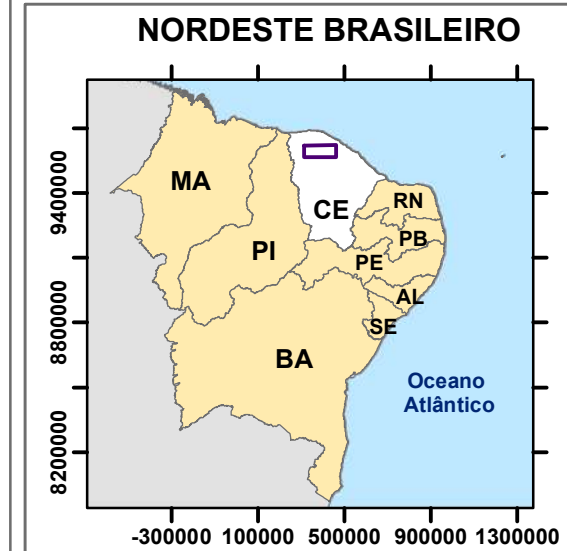 NORDESTE BRASILEIRO
MA
CE
RN
PB
PI
PE
AL
SE
BA
Oceano
Atlântico
9400000
8800000
8200000
-300000 100000 500000 900000 1300000